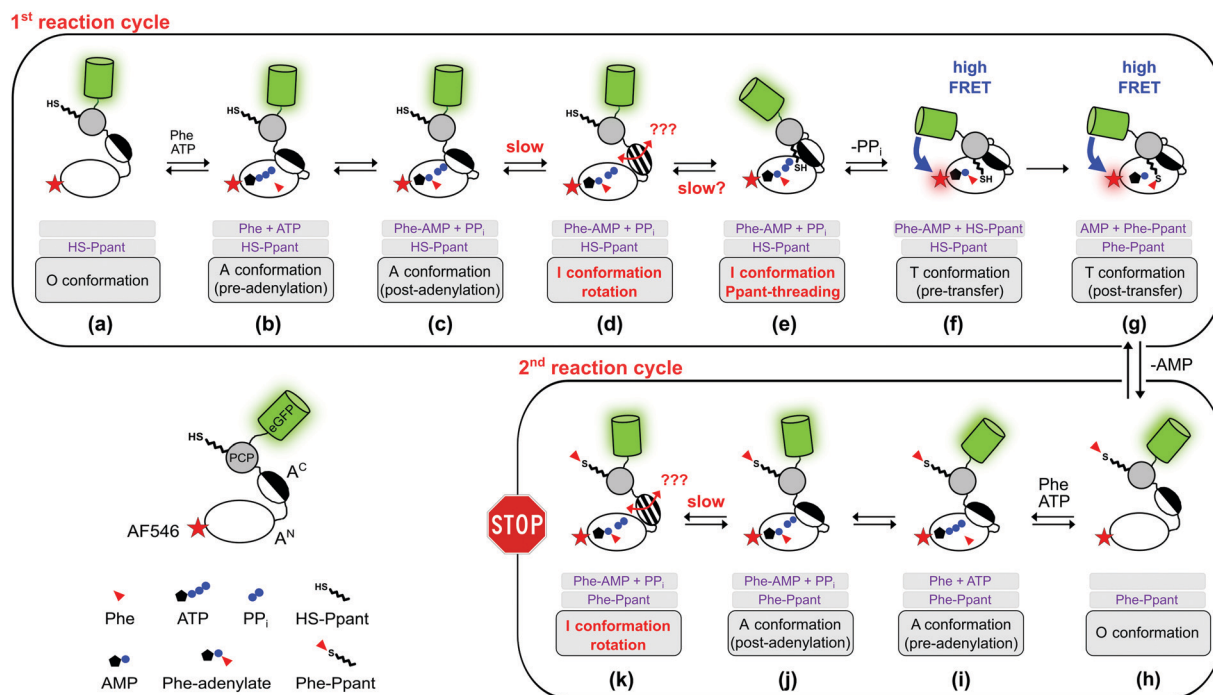 1st reaction cycle
high
FRET
high
FRET
HS
HS
HS
HS
???
Phe
ATP
slow
slow?
-PPi
SH
SH
S
Phe + ATP
Phe-AMP + PPi
Phe-AMP + PPi
Phe-AMP + PPi
Phe-AMP + HS-Ppant
AMP + Phe-Ppant
HS-Ppant
HS-Ppant
HS-Ppant
HS-Ppant
HS-Ppant
HS-Ppant
Phe-Ppant
O conformation
A conformation
(pre-adenylation)
A conformation
(post-adenylation)
I conformation
rotation
I conformation
Ppant-threading
T conformation
(pre-transfer)
T conformation
(post-transfer)
(a)
(b)
(c)
(d)
(e)
(f)
(g)
-AMP
2nd reaction cycle
S
S
S
S
???
slow
Phe
ATP
STOP
Phe-AMP + PPi
Phe-AMP + PPi
Phe + ATP
Phe-Ppant
Phe-Ppant
Phe-Ppant
Phe-Ppant
I conformation
rotation
A conformation
(post-adenylation)
A conformation
(pre-adenylation)
O conformation
(k)
(j)
(i)
(h)
eGFP
HS
PCP
AC
AF546
AN
HS
S
Phe
ATP
PPi
HS-Ppant
AMP
Phe-adenylate
Phe-Ppant